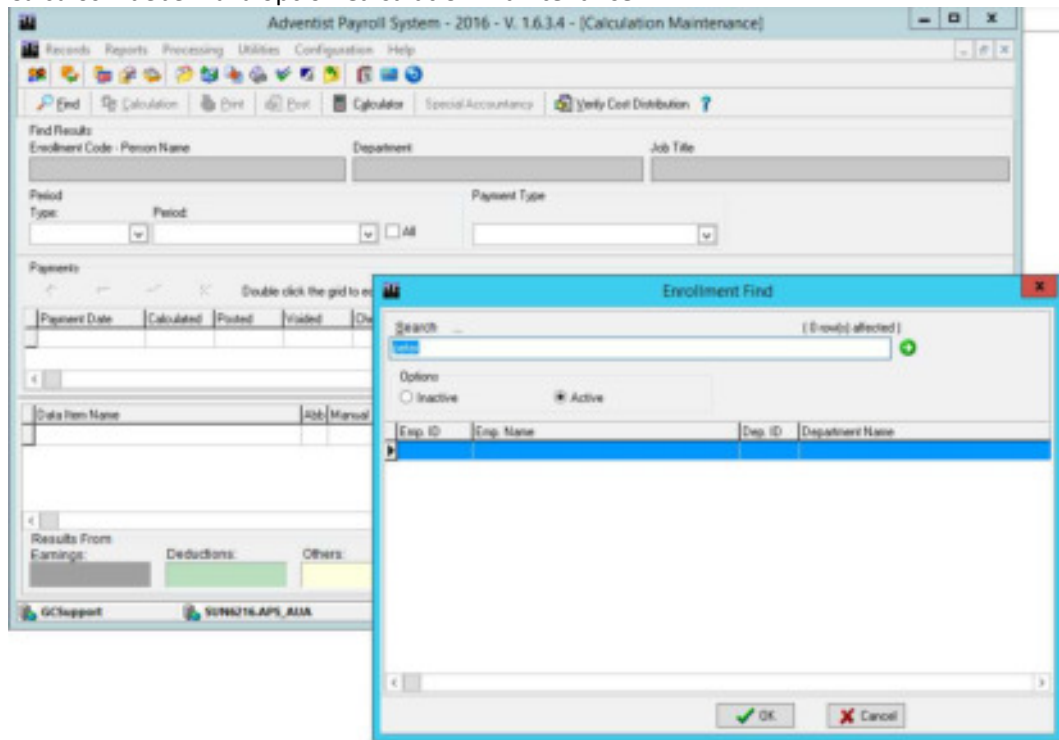 Adventist Payroll System - 2016 - V. 1.6.3.4 - [Calculation Maintenance]
Records Reports Processing Utilities Configuration Help
Find Calculation Print Post Calculator Special Accountancy Verify Cost Distribution
Find Results
Enrollment Code - Person Name Department Job Title
Period Payment Type
Type: Period:
All
Payments
Double click the grid to
Payment Date Calculated Posted Voided
Data Item Name Abb Manual
Results From
Earnings: Deductions: Others:
GCSupport SUN6216.APS_AUA
Enrollment Find
Search ... ( 0 row(s) affected )
Options
Inactive Active
Emp. ID Emp. Name Dep. ID Department Name
OK Cancel